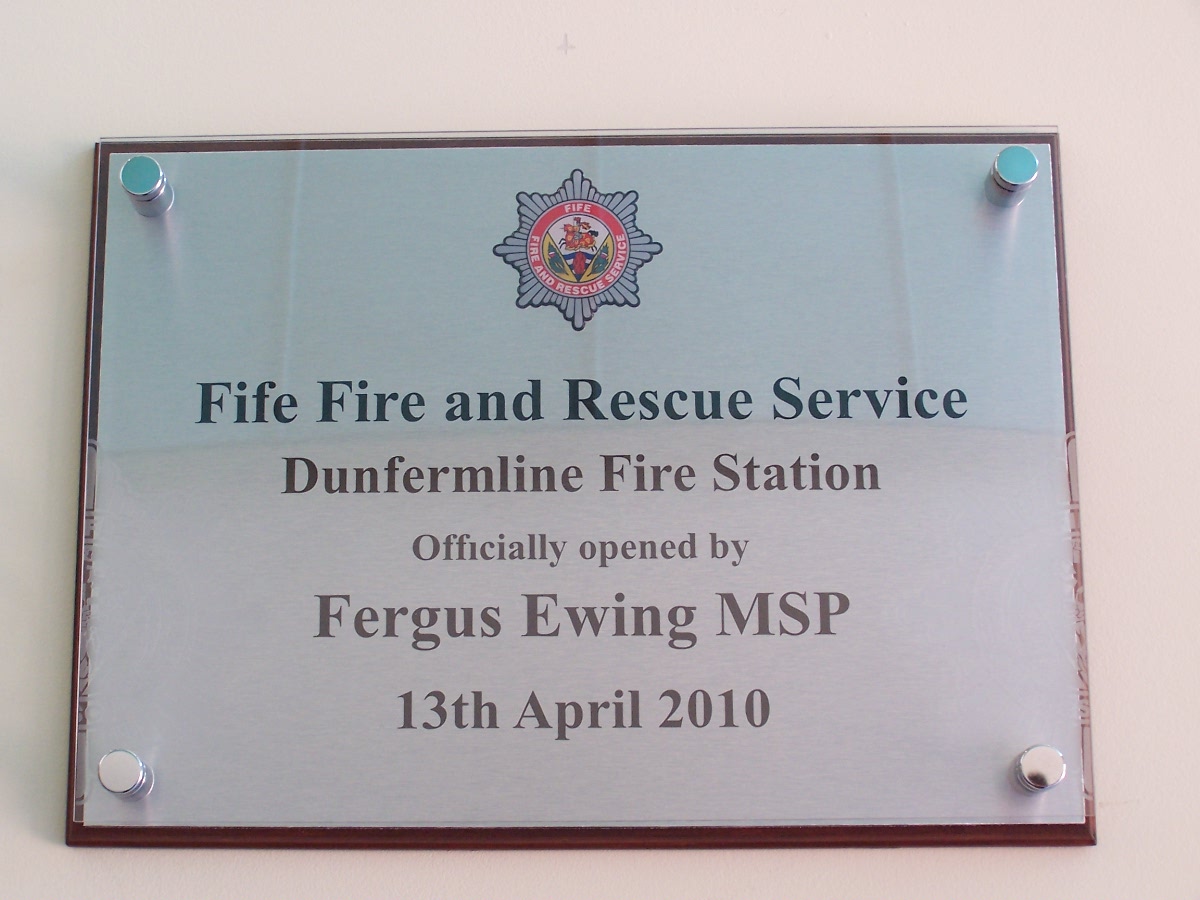 FIFE
FIRE AND RESCUE SERVICE
Fife Fire and Rescue Service
Dunfermline Fire Station
Officially opened by
Fergus Ewing MSP
13th April 2010